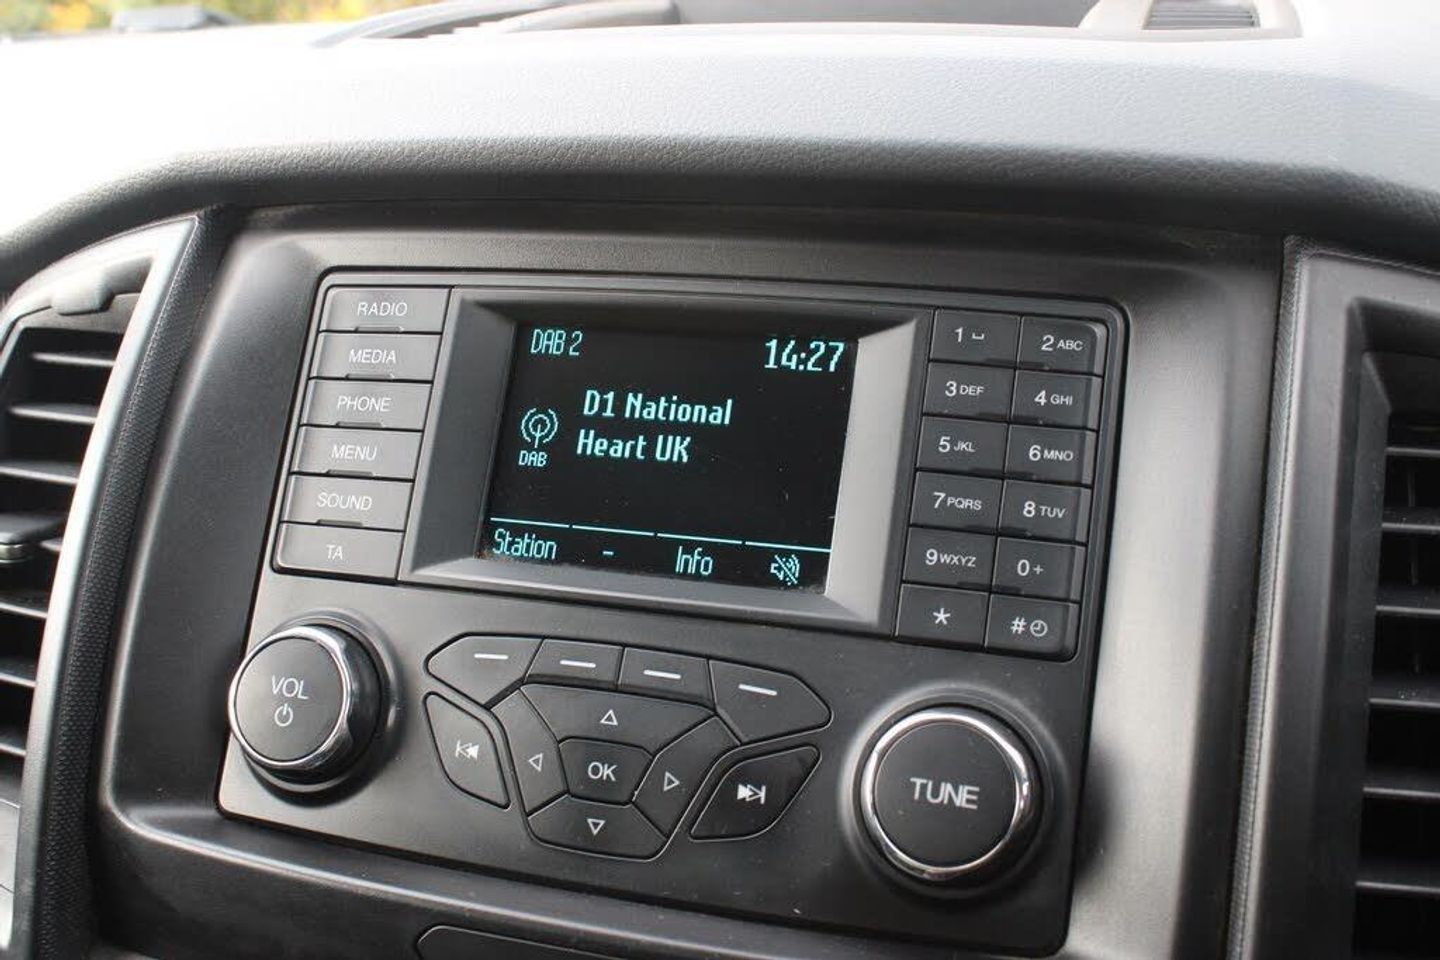 RADIO
MEDIA
PHONE
MENU
SOUND
TA
DAB 2 14:27
D1 National
DAB Heart UK
Station - Info
1 ⎵ 2 ABC
3 DEF 4 GHI
5 JKL 6 MNO
7 PQRS 8 TUV
9 WXYZ 0 +
* #
VOL
OK
TUNE